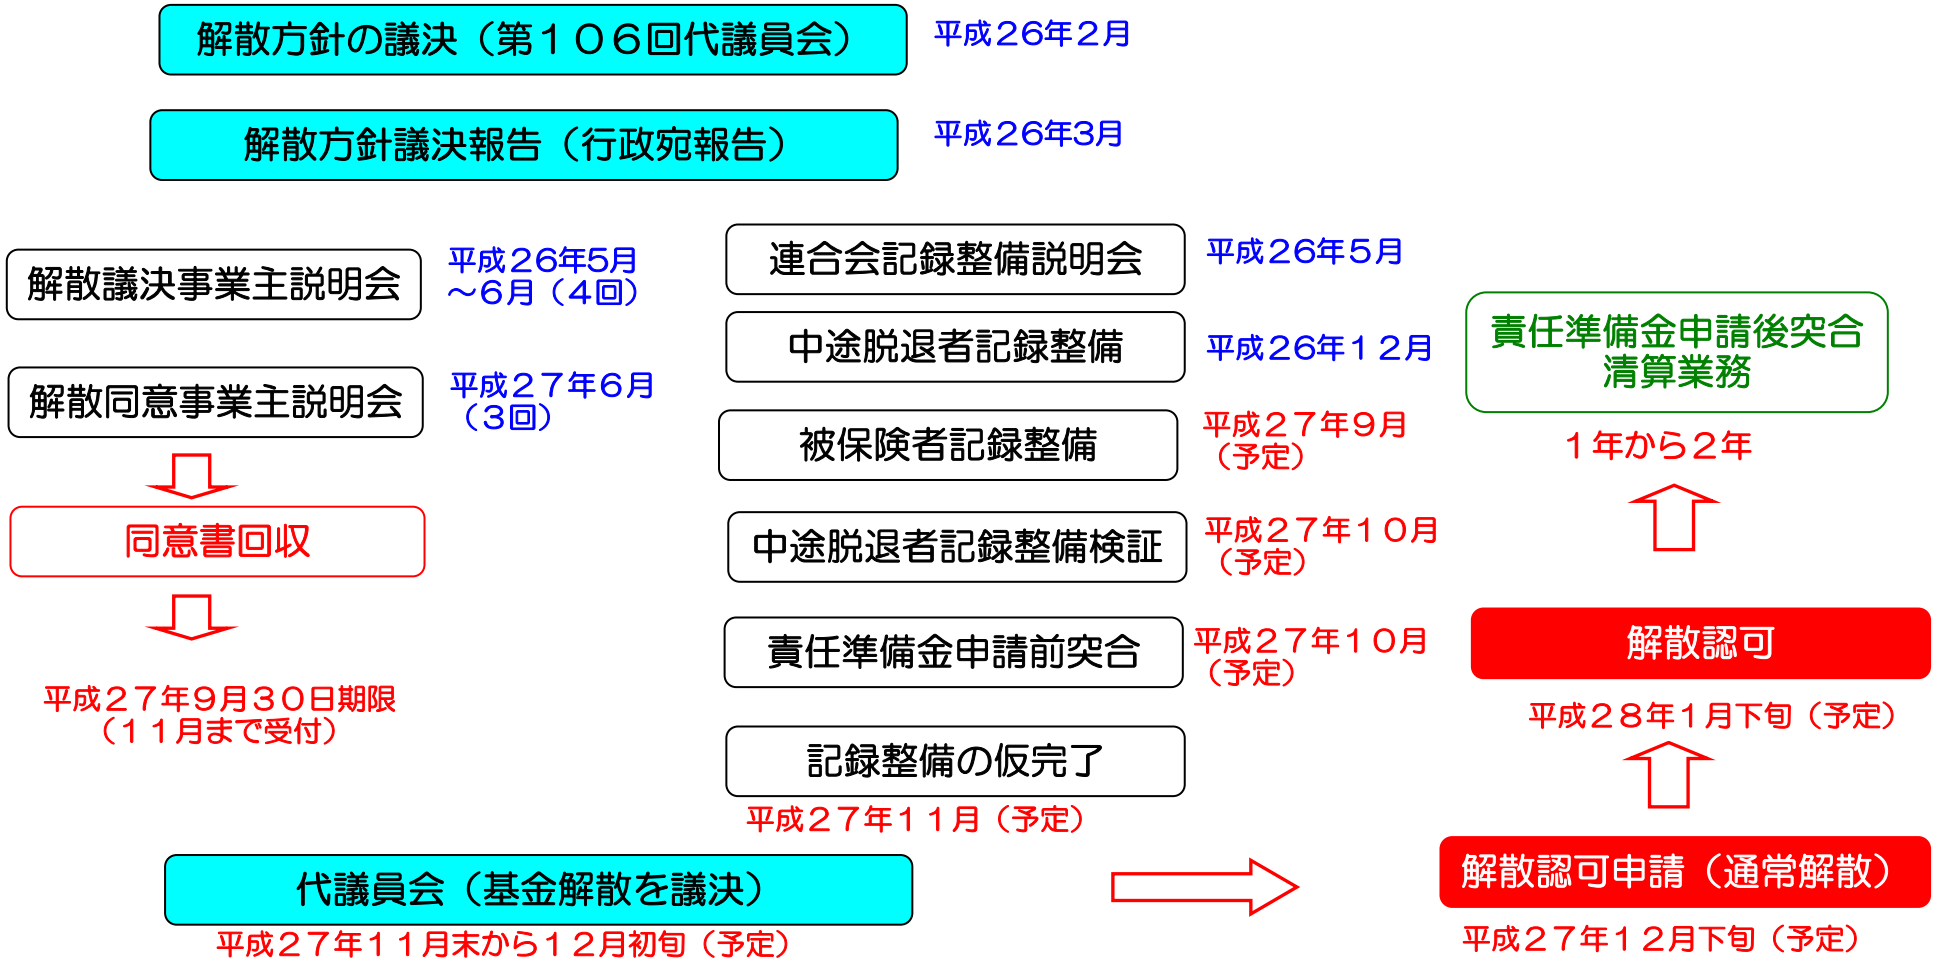 解散方針の議決（第１０６回代議員会）
平成２６年２月
解散方針議決報告（行政宛報告）
平成２６年３月
解散議決事業主説明会
平成２６年５月
～６月（４回）
解散同意事業主説明会
平成２７年６月
（３回）
同意書回収
平成２７年９月３０日期限
（１１月まで受付）
連合会記録整備説明会
平成２６年５月
中途脱退者記録整備
平成２６年１２月
被保険者記録整備
平成２７年９月
（予定）
中途脱退者記録整備検証
平成２７年１０月
（予定）
責任準備金申請前突合
平成２７年１０月
（予定）
記録整備の仮完了
平成２７年１１月（予定）
代議員会（基金解散を議決）
平成２７年１１月末から１２月初旬（予定）
解散認可申請（通常解散）
平成２７年１２月下旬（予定）
解散認可
平成２８年１月下旬（予定）
責任準備金申請後突合
清算業務
１年から２年